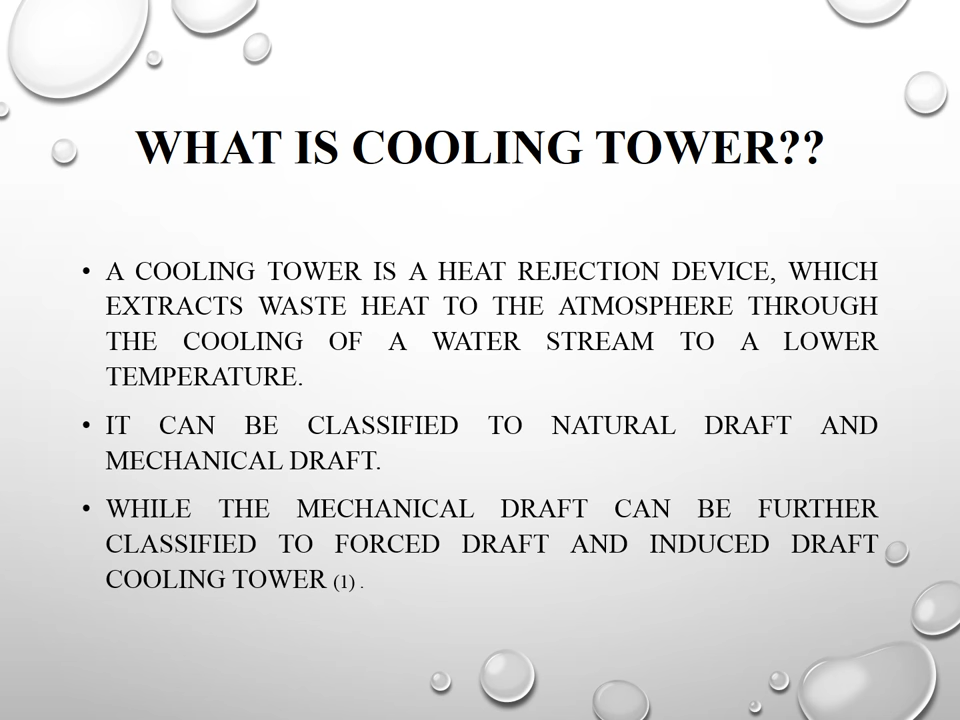 WHAT IS COOLING TOWER??
• A COOLING TOWER IS A HEAT REJECTION DEVICE, WHICH
EXTRACTS WASTE HEAT TO THE ATMOSPHERE THROUGH
THE COOLING OF A WATER STREAM TO A LOWER
TEMPERATURE.
• IT CAN BE CLASSIFIED TO NATURAL DRAFT AND
MECHANICAL DRAFT.
• WHILE THE MECHANICAL DRAFT CAN BE FURTHER
CLASSIFIED TO FORCED DRAFT AND INDUCED DRAFT
COOLING TOWER (1) .